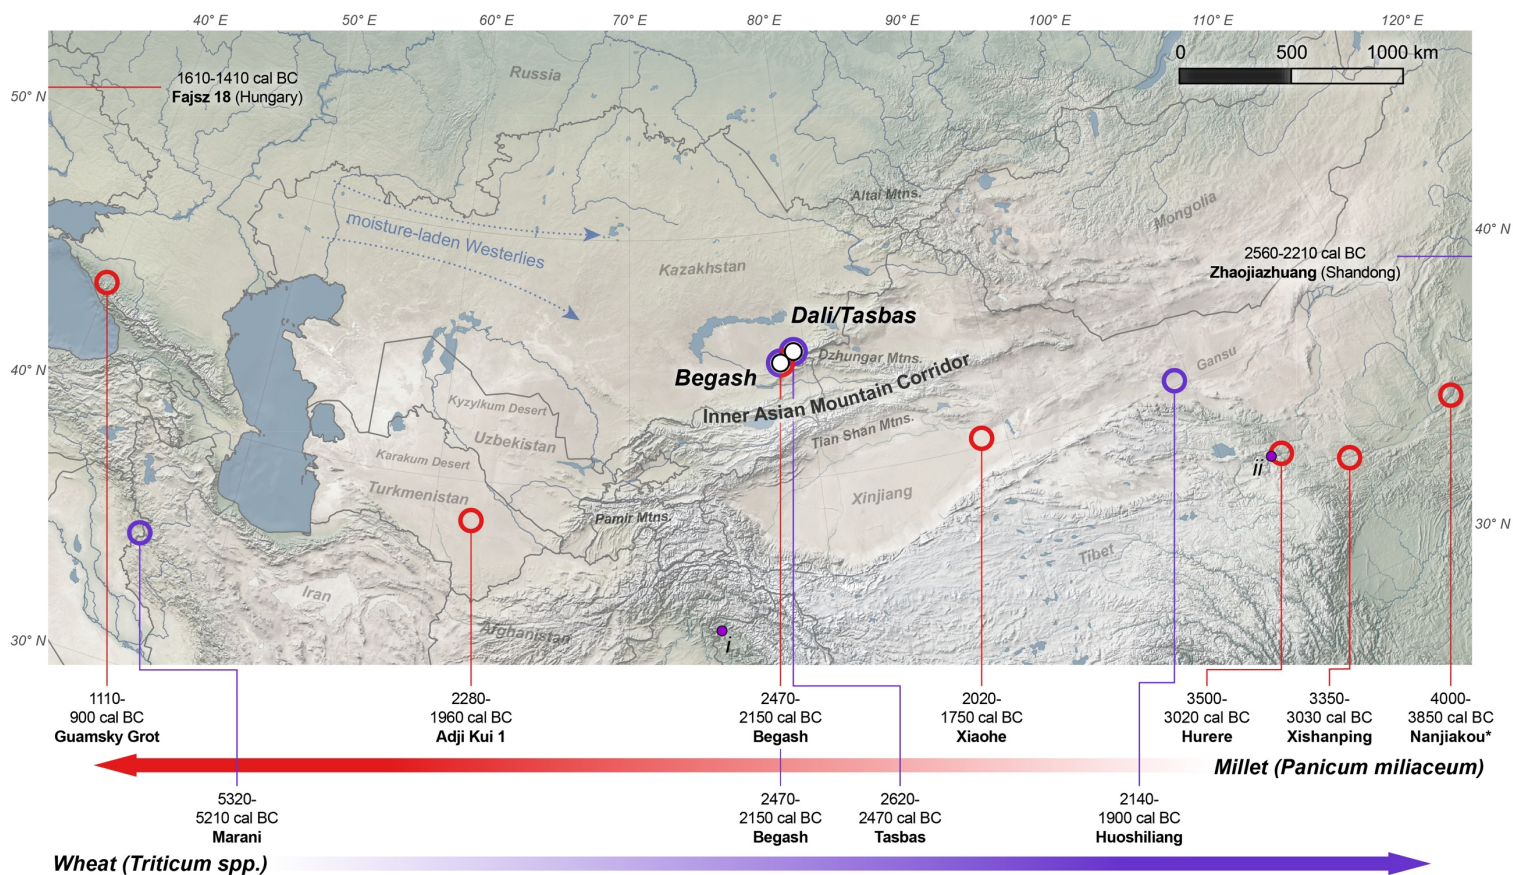 40° E 50° E 60° E 70° E 80° E 90° E 100° E 110° E 120° E
0 500 1000 km
Russia
1610-1410 cal BC
Fajsz 18 (Hungary)
50° N
Altai Mtns.
Mongolia
moisture-laden Westerlies
40° N
2560-2210 cal BC
Zhaojiazhuang (Shandong)
Kazakhstan
Dali/Tasbas
Dzhungar Mtns.
Gansu
40° N
Begash
Inner Asian Mountain Corridor
Kyzylkum Desert
Uzbekistan
Tian Shan Mtns.
Karakum Desert
ii
Turkmenistan
Xinjiang
Pamir Mtns.
30° N
Tibet
Iran
Afghanistan
i
30° N
1110-
900 cal BC
Guamsky Grot
2280-
1960 cal BC
Adji Kui 1
2470-
2150 cal BC
Begash
2020-
1750 cal BC
Xiaohe
3500-
3020 cal BC
Hurere
3350-
3030 cal BC
Xishanping
4000-
3850 cal BC
Nanjiakou*
Millet (Panicum miliaceum)
5320-
5210 cal BC
Marani
2470-
2150 cal BC
Begash
2620-
2470 cal BC
Tasbas
2140-
1900 cal BC
Huoshiliang
Wheat (Triticum spp.)